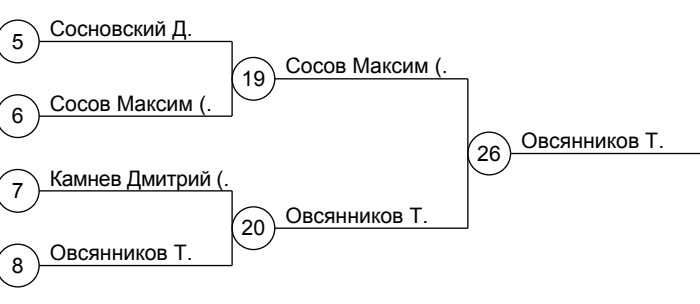 5 Сосновский Д.
19 Сосов Максим (.
6 Сосов Максим (.
26 Овсянников Т.
7 Камнев Дмитрий (.
20 Овсянников Т.
8 Овсянников Т.